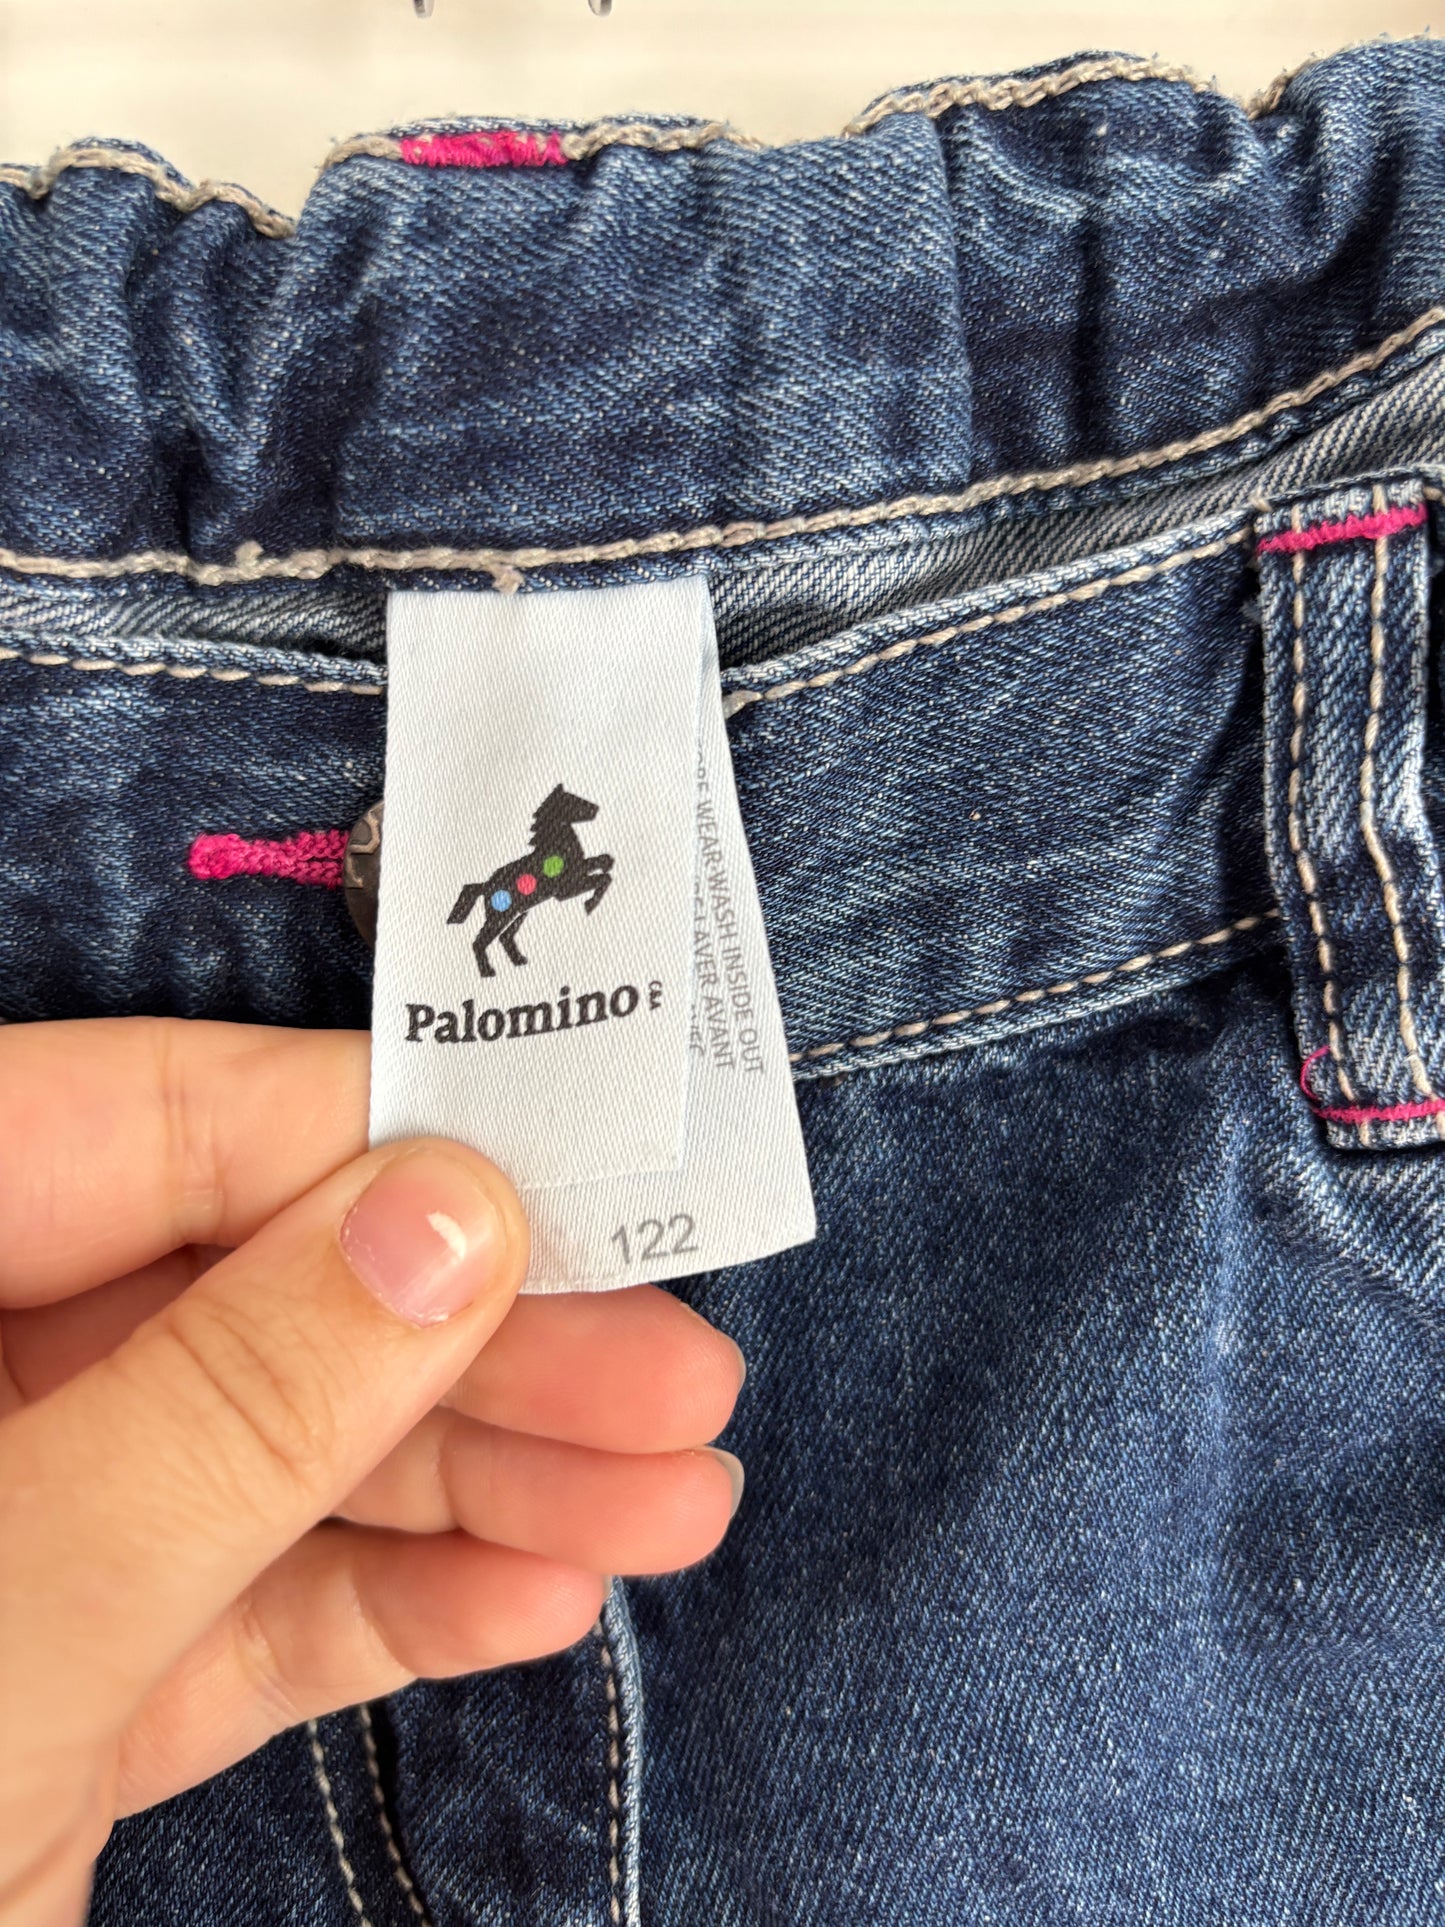 Palomino
C&A
WEAR-WASH INSIDE OUT
LAVER AVANT
122